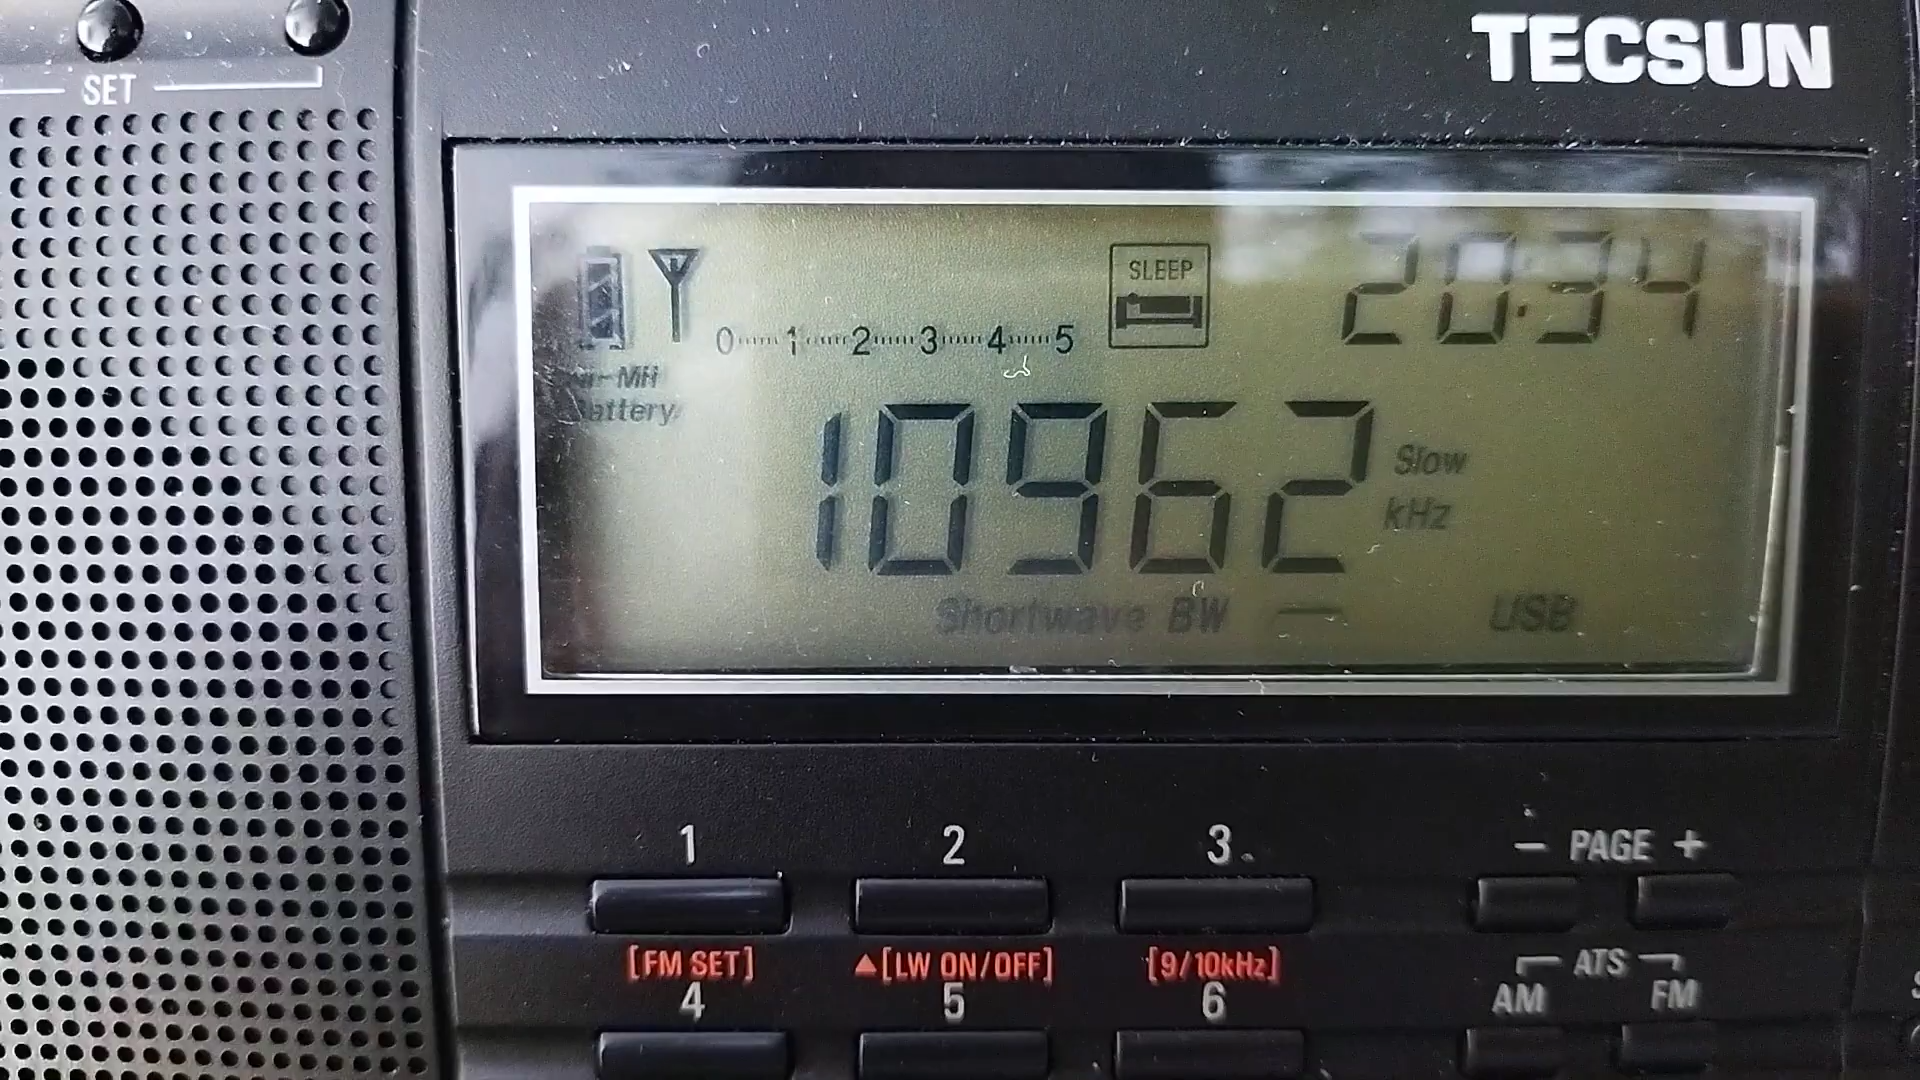 SET
TECSUN
SLEEP
20:34
0 1 2 3 4 5
Ni-MH
Battery
10962
Slow
kHz
Shortwave BW —
USB
1 2 3
- PAGE +
[FM SET] ▲[LW ON/OFF] [9/10kHz]
ATS
4 5 6
AM FM